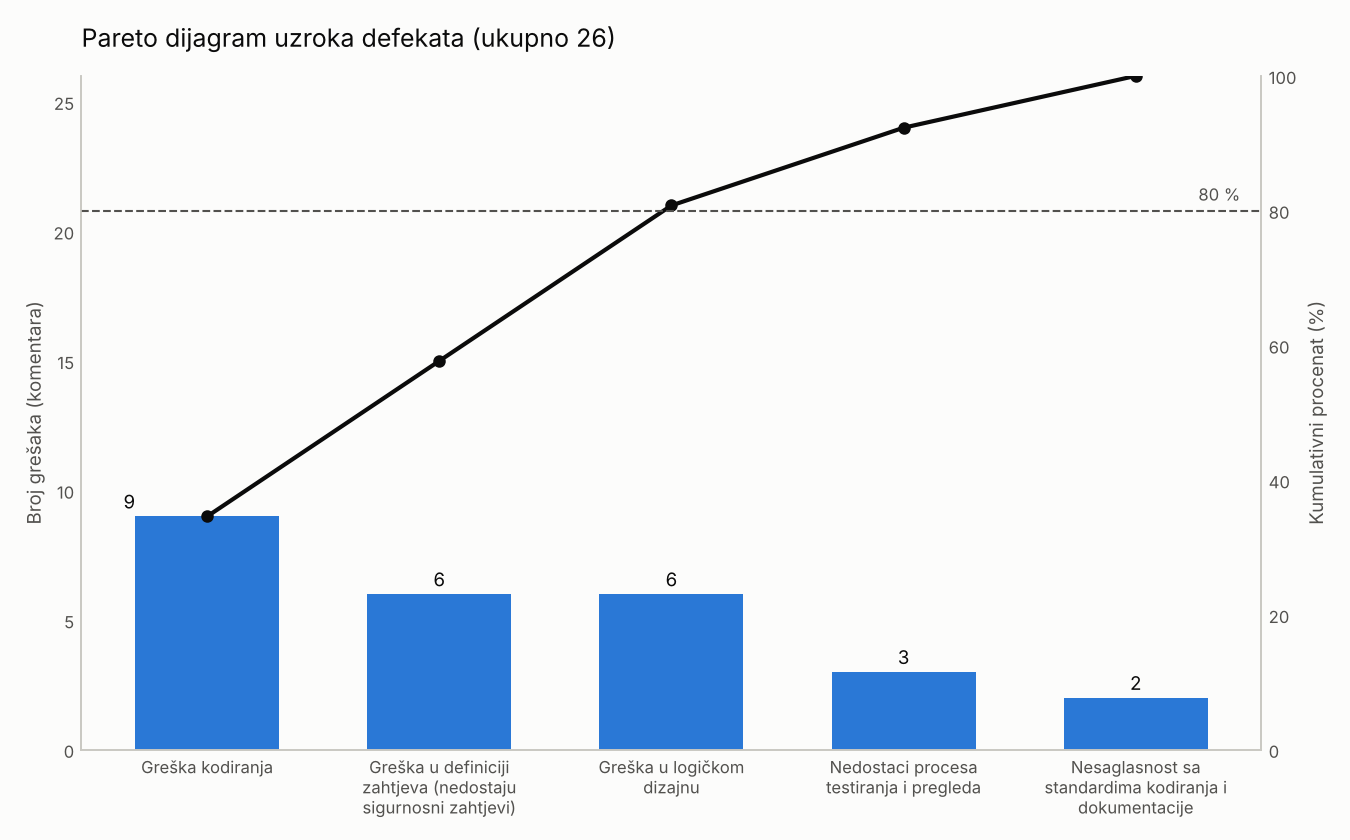 Pareto dijagram uzroka defekata (ukupno 26)
Broj grešaka (komentara)
25
20
15
10
5
0
100
80
60
40
20
0
Kumulativni procenat (%)
80 %
9
6
6
3
2
Greška kodiranja
Greška u definiciji
zahtjeva (nedostaju
sigurnosni zahtjevi)
Greška u logičkom
dizajnu
Nedostaci procesa
testiranja i pregleda
Nesaglasnost sa
standardima kodiranja i
dokumentacije